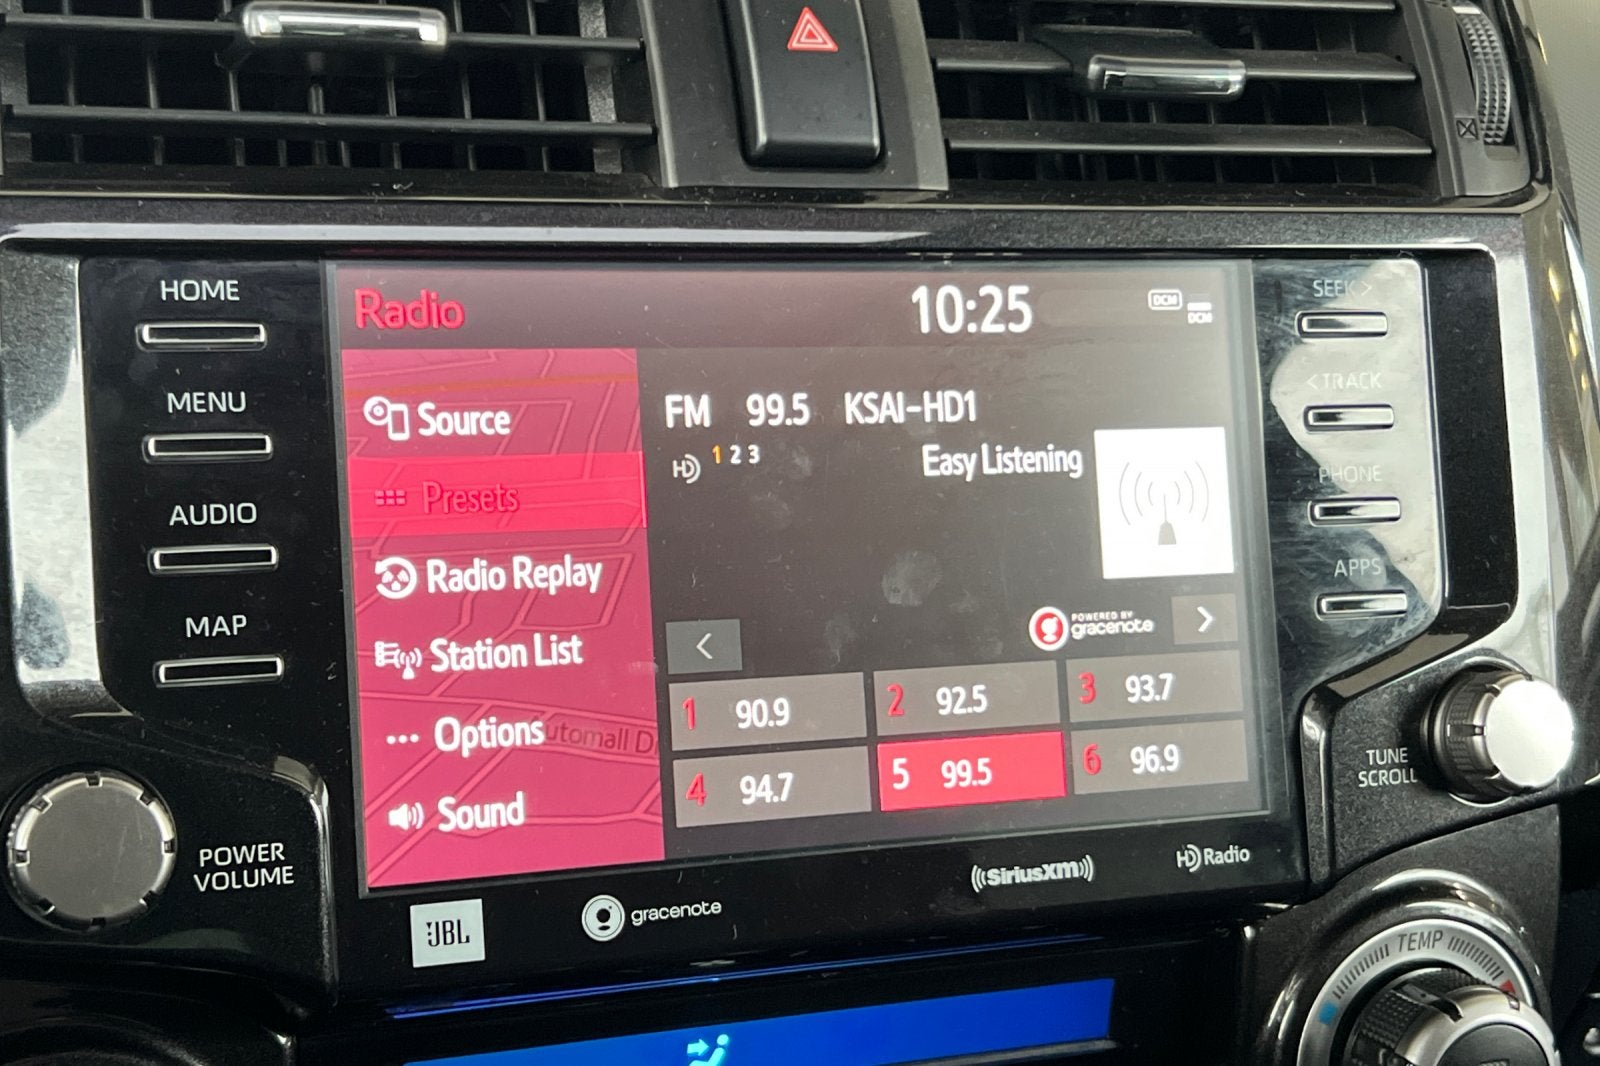 Radio
10:25
DCM
DCM
HOME
MENU
AUDIO
MAP
POWER
VOLUME
Source
Presets
Radio Replay
Station List
Options
Sound
utomall D
FM 99.5 KSAI-HD1
HD 1 2 3
Easy Listening
POWERED BY
gracenote
<
>
1 90.9
2 92.5
3 93.7
4 94.7
5 99.5
6 96.9
SEEK >
< TRACK
PHONE
APPS
TUNE
SCROLL
JBL
gracenote
((SiriusXM))
HD Radio
TEMP